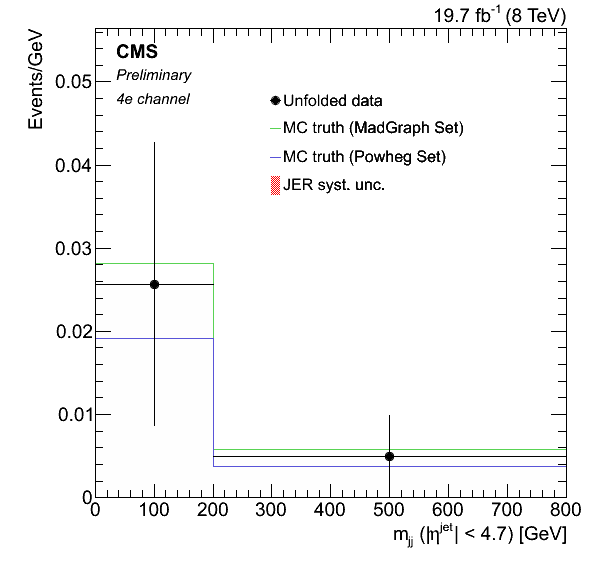 19.7 fb⁻¹ (8 TeV)
Events/GeV
CMS
Preliminary
4e channel
Unfolded data
MC truth (MadGraph Set)
MC truth (Powheg Set)
JER syst. unc.
0.05
0.04
0.03
0.02
0.01
0
0 100 200 300 400 500 600 700 800
m_jj (|η^jet| < 4.7) [GeV]